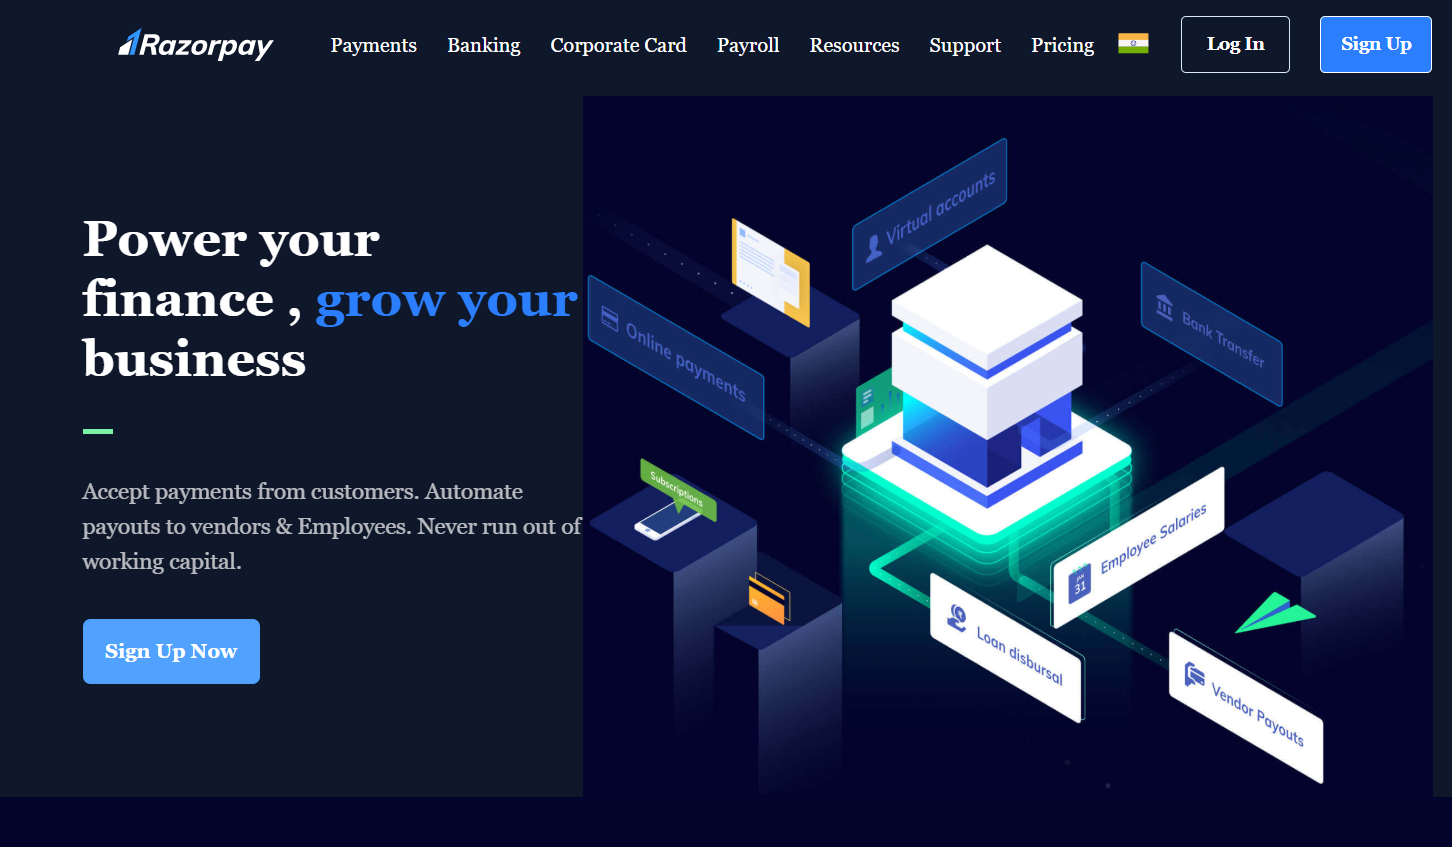 Razorpay
Payments
Banking
Corporate Card
Payroll
Resources
Support
Pricing
Log In
Sign Up
Power your
finance , grow your
business
Accept payments from customers. Automate
payouts to vendors & Employees. Never run out of
working capital.
Sign Up Now
Virtual accounts
Online payments
Bank Transfer
Subscriptions
JAN
31
Employee Salaries
Loan disbursal
Vendor Payouts